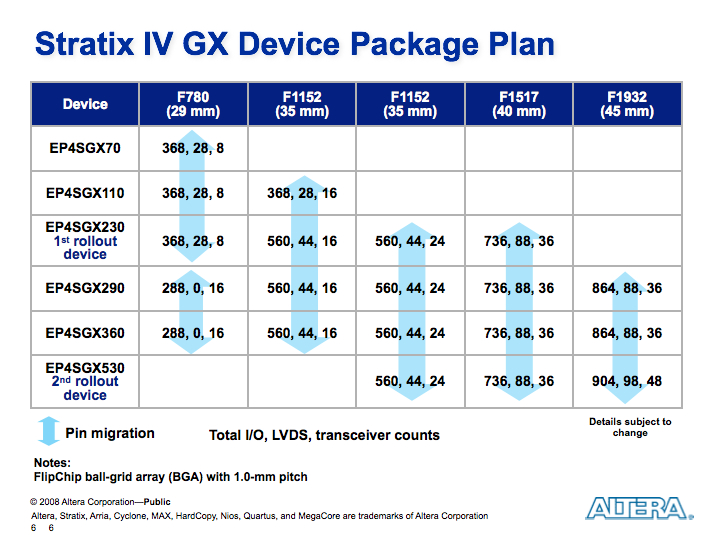 Stratix IV GX Device Package Plan
Device F780 (29 mm) F1152 (35 mm) F1152 (35 mm) F1517 (40 mm) F1932 (45 mm)
EP4SGX70 368, 28, 8
EP4SGX110 368, 28, 8 368, 28, 16
EP4SGX230 1st rollout device 368, 28, 8 560, 44, 16 560, 44, 24 736, 88, 36
EP4SGX290 288, 0, 16 560, 44, 16 560, 44, 24 736, 88, 36 864, 88, 36
EP4SGX360 288, 0, 16 560, 44, 16 560, 44, 24 736, 88, 36 864, 88, 36
EP4SGX530 2nd rollout device 560, 44, 24 736, 88, 36 904, 98, 48
Pin migration
Total I/O, LVDS, transceiver counts
Details subject to
change
Notes:
FlipChip ball-grid array (BGA) with 1.0-mm pitch
© 2008 Altera Corporation—Public
Altera, Stratix, Arria, Cyclone, MAX, HardCopy, Nios, Quartus, and MegaCore are trademarks of Altera Corporation
6 6
ALTERA®